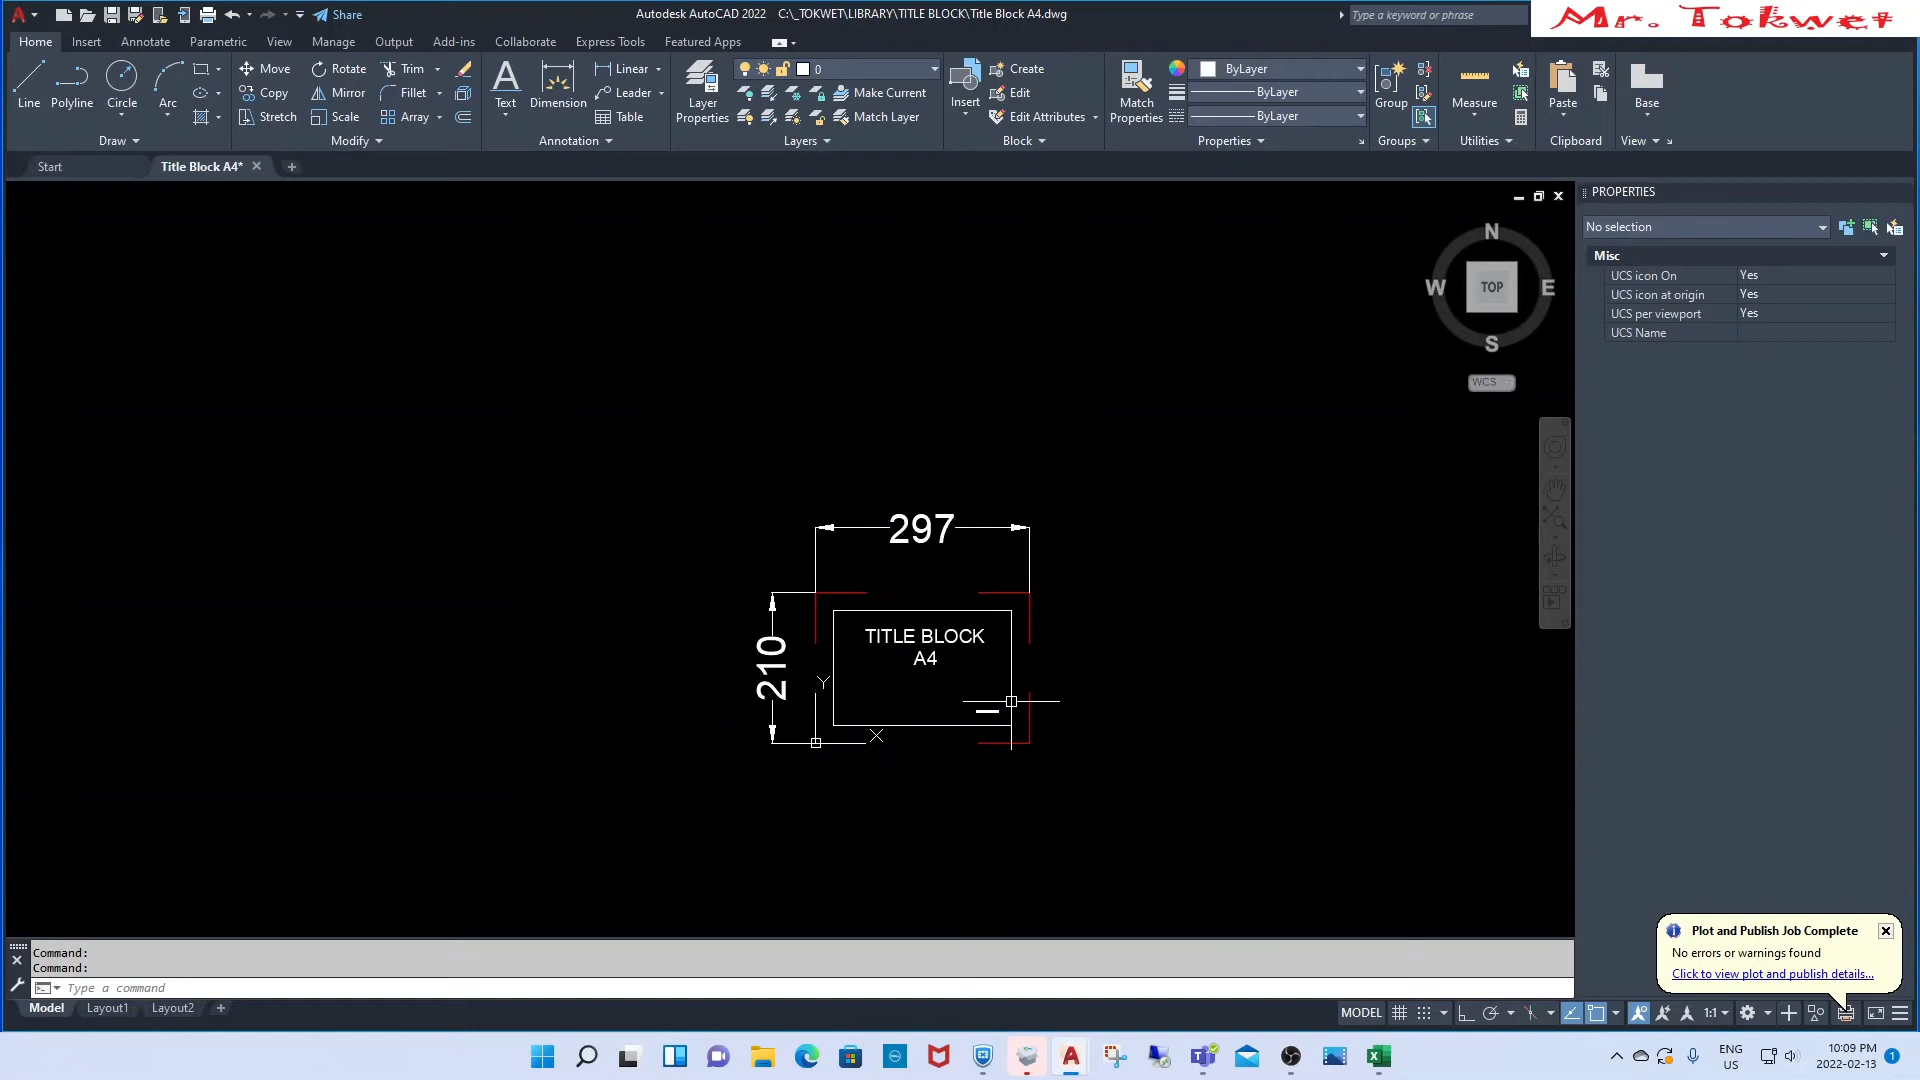 Share
Autodesk AutoCAD 2022 C:\_TOKWET\LIBRARY\TITLE BLOCK\Title Block A4.dwg
Type a keyword or phrase
Mr. Tokwet
Home Insert Annotate Parametric View Manage Output Add-ins Collaborate Express Tools Featured Apps
Line Polyline Circle Arc
Draw
Move Rotate Trim
Copy Mirror Fillet
Stretch Scale Array
Modify
Text Dimension
Linear
Leader
Table
Annotation
Layer Properties
0
Make Current
Match Layer
Layers
Insert
Create
Edit
Edit Attributes
Block
Match Properties
ByLayer
ByLayer
ByLayer
Properties
Group
Groups
Measure
Utilities
Paste
Clipboard
Base
View
Start Title Block A4*
PROPERTIES
No selection
Misc
UCS icon On Yes
UCS icon at origin Yes
UCS per viewport Yes
UCS Name
N
W TOP E
S
WCS
297
210
TITLE BLOCK
A4
Y
X
Command:
Command:
Type a command
Plot and Publish Job Complete
No errors or warnings found
Click to view plot and publish details...
Model Layout1 Layout2
MODEL 1:1
ENG
US
10:09 PM
2022-02-13
1